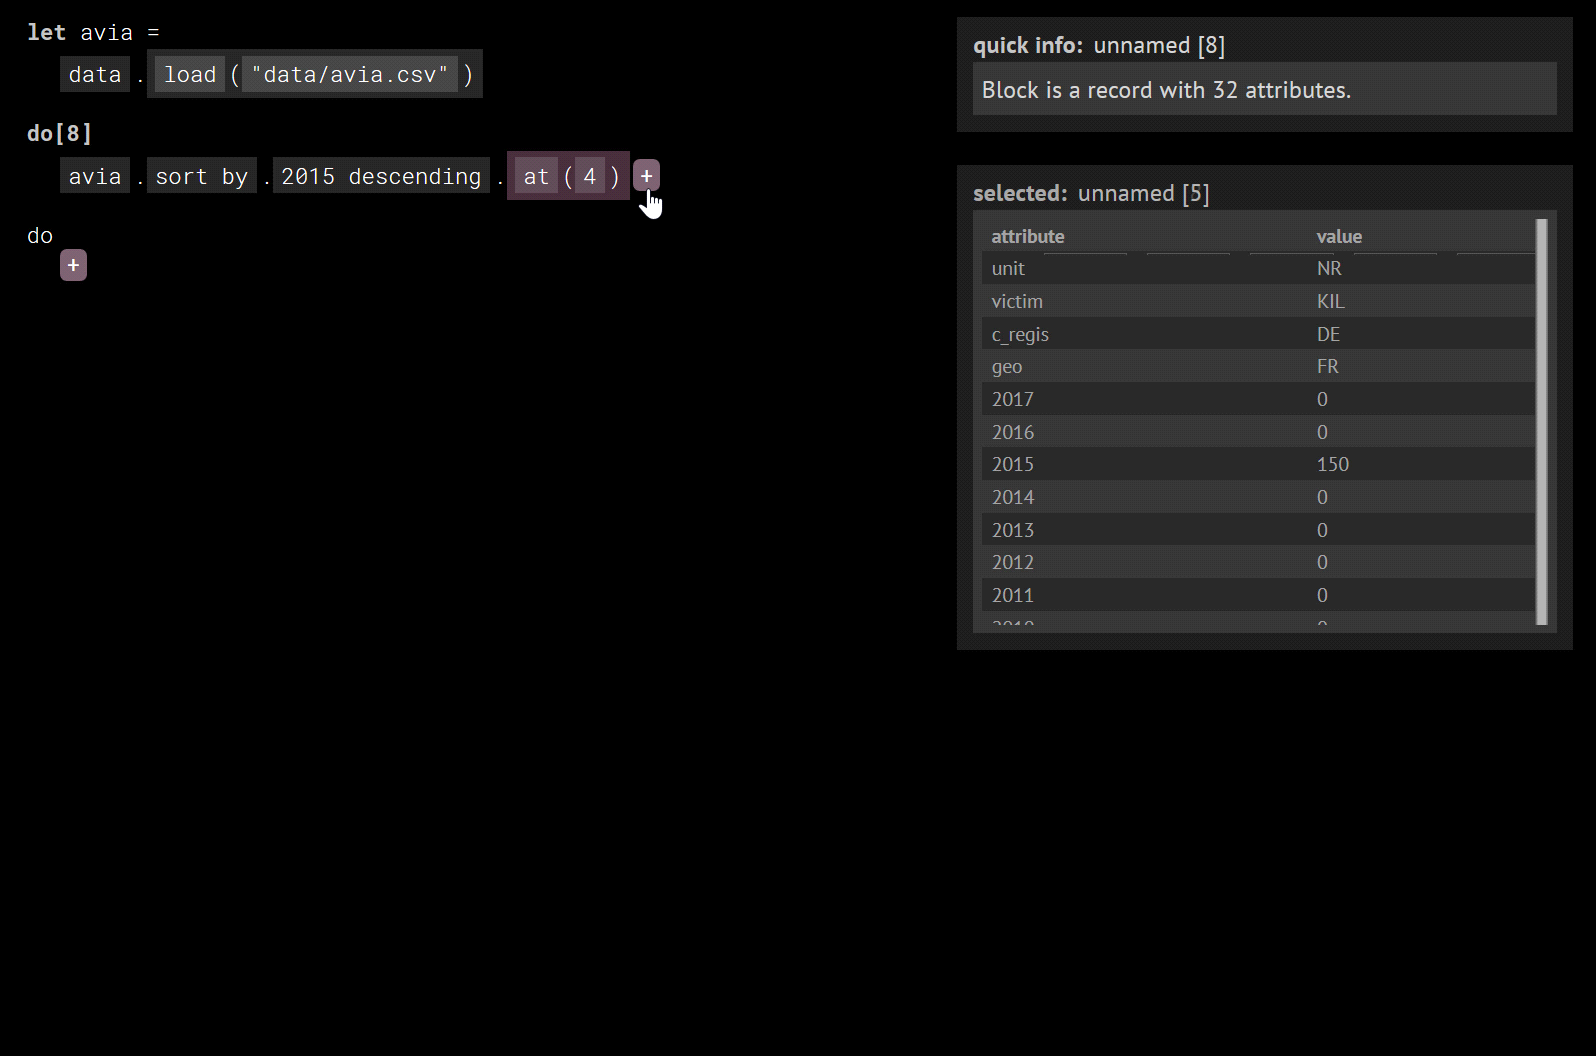 let avia =
data . load ( "data/avia.csv" )
do[8]
avia . sort by . 2015 descending . at ( 4 ) +
do
+
quick info: unnamed [8]
Block is a record with 32 attributes.
selected: unnamed [5]
attribute value
unit NR
victim KIL
c_regis DE
geo FR
2017 0
2016 0
2015 150
2014 0
2013 0
2012 0
2011 0
2010 0